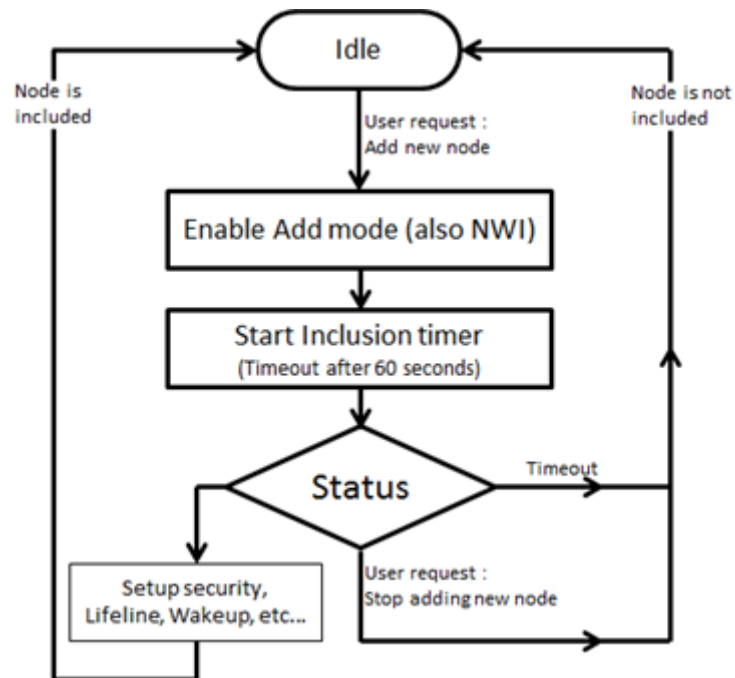 Idle
Node is
included
Node is not
included
User request :
Add new node
Enable Add mode (also NWI)
Start Inclusion timer
(Timeout after 60 seconds)
Status
Timeout
Setup security,
Lifeline, Wakeup, etc...
User request :
Stop adding new node